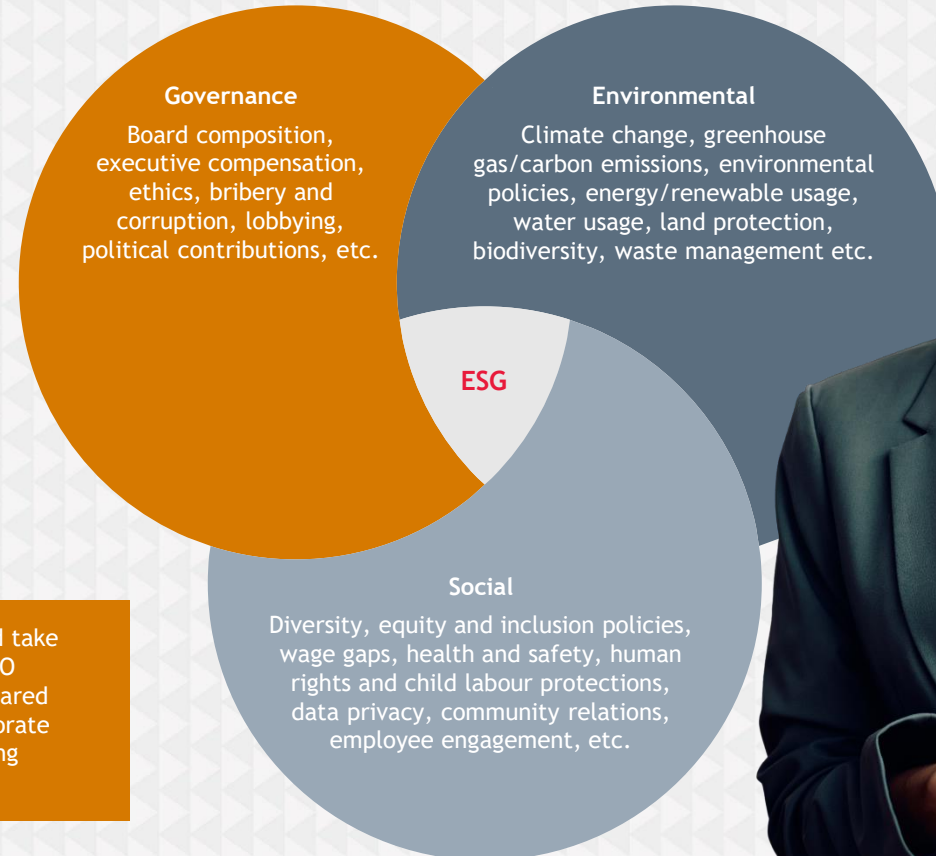 Governance
Board composition,
executive compensation,
ethics, bribery and
corruption, lobbying,
political contributions, etc.
Environmental
Climate change, greenhouse
gas/carbon emissions, environmental
policies, energy/renewable usage,
water usage, land protection,
biodiversity, waste management etc.
ESG
Social
Diversity, equity and inclusion policies,
wage gaps, health and safety, human
rights and child labour protections,
data privacy, community relations,
employee engagement, etc.
take